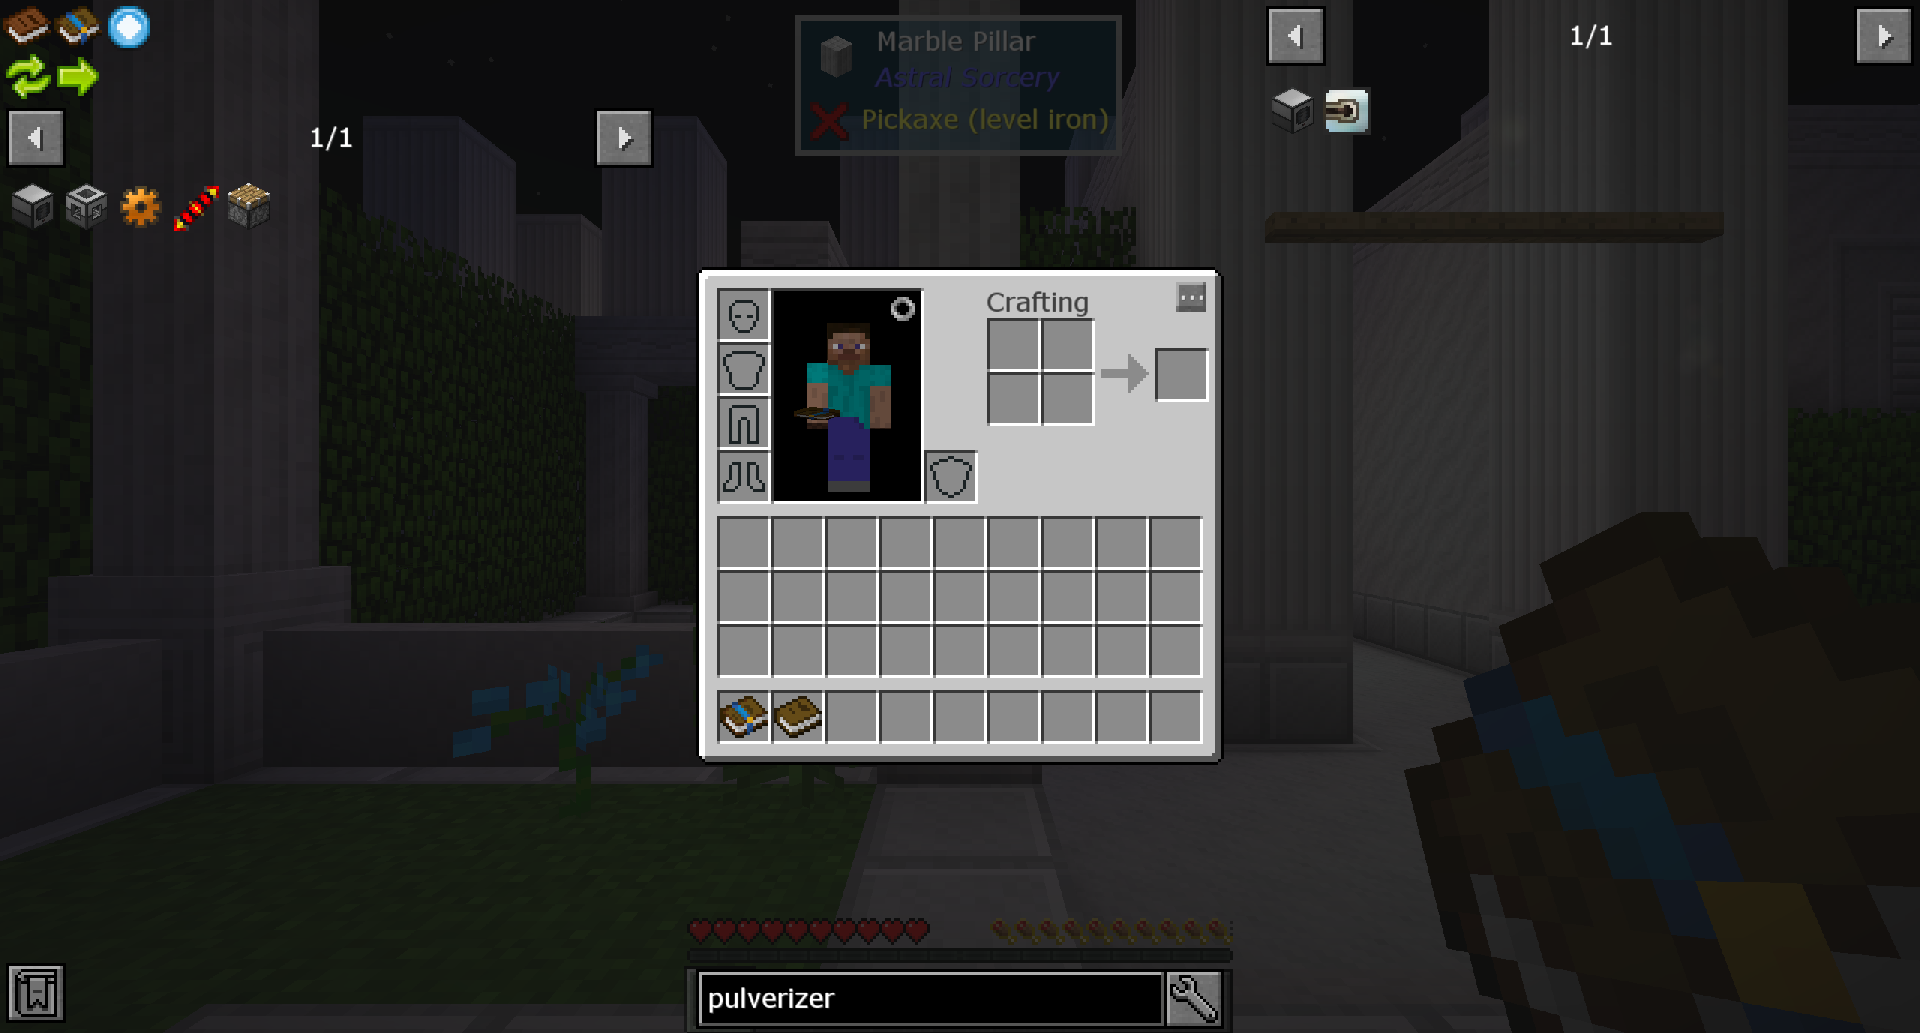 Marble Pillar
Astral Sorcery
Pickaxe (level iron)
1/1
1/1
Crafting
pulverizer